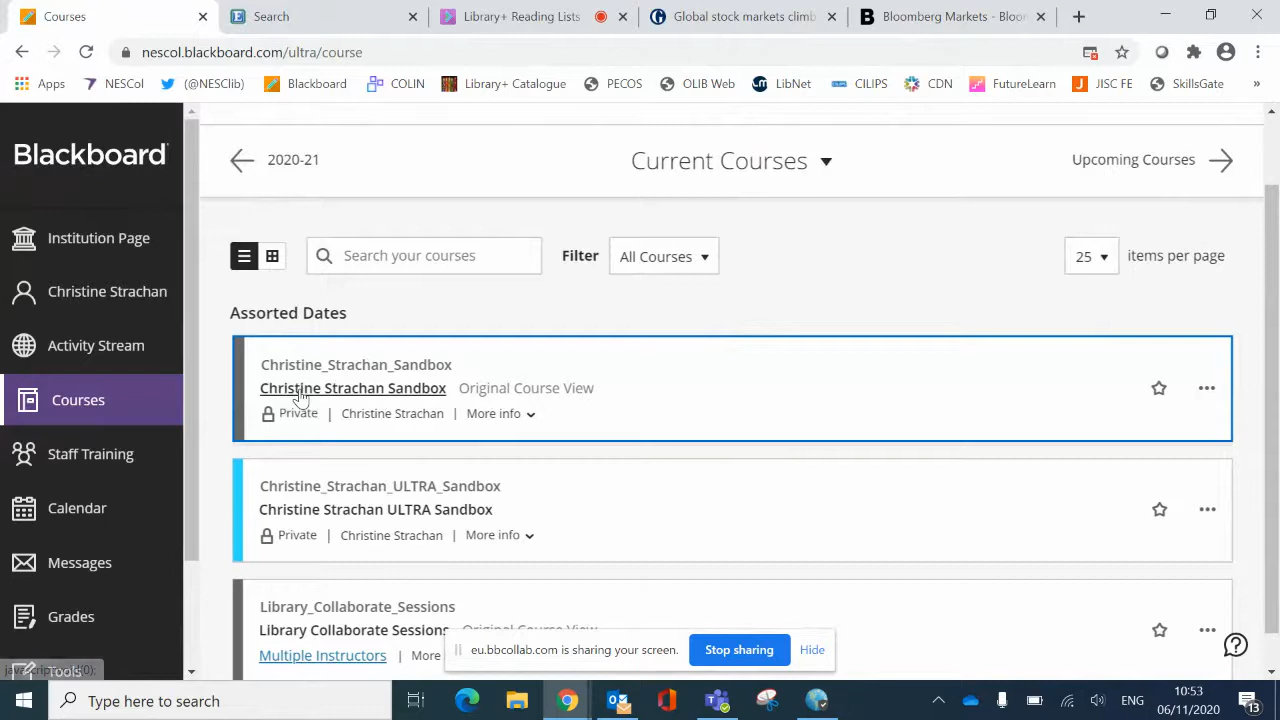 Courses
Search
Library+ Reading Lists
Global stock markets climb
Bloomberg Markets - Bloo
nescol.blackboard.com/ultra/course
Apps
NESCol
(@NESClib)
Blackboard
COLIN
Library+ Catalogue
PECOS
OLIB Web
LibNet
CILIPS
CDN
FutureLearn
JISC FE
SkillsGate
»
Blackboard
2020-21
Current Courses
Upcoming Courses
Institution Page
Christine Strachan
Activity Stream
Courses
Staff Training
Calendar
Messages
Grades
Tools
Search your courses
Filter
All Courses
25
items per page
Assorted Dates
Christine_Strachan_Sandbox
Christine Strachan Sandbox Original Course View
Private | Christine Strachan | More info
Christine_Strachan_ULTRA_Sandbox
Christine Strachan ULTRA Sandbox
Private | Christine Strachan | More info
Library_Collaborate_Sessions
Library Collaborate Sessions Original Course View
Multiple Instructors | More
eu.bbcollab.com is sharing your screen.
Stop sharing
Hide
Type here to search
ENG
10:53
06/11/2020
13